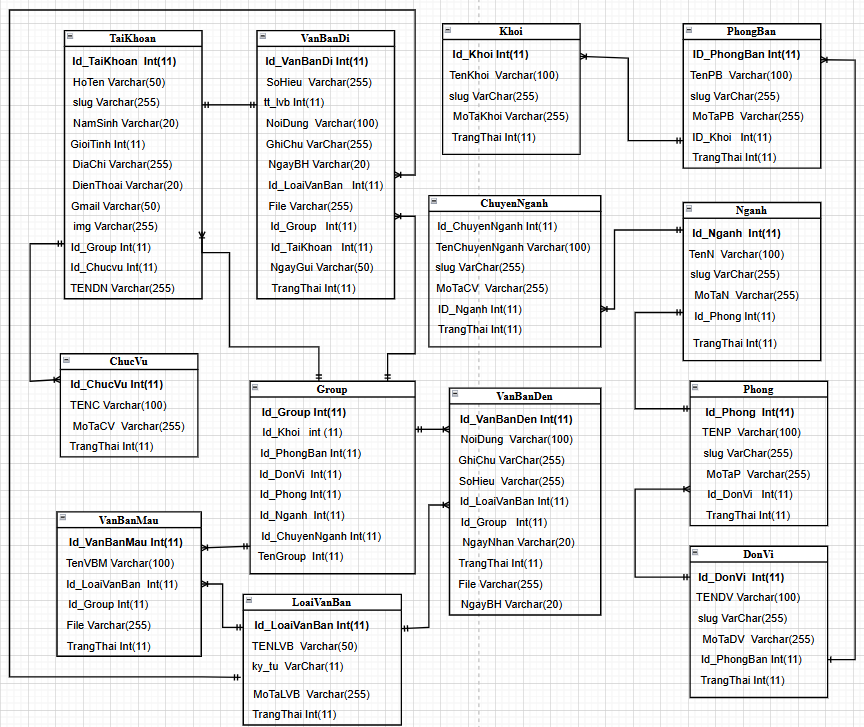 TaiKhoan
Id_TaiKhoan Int(11)
HoTen Varchar(50)
slug Varchar(255)
NamSinh Varchar(20)
GioiTinh Int(11)
DiaChi Varchar(255)
DienThoai Varchar(20)
Gmail Varchar(50)
img Varchar(255)
Id_Group Int(11)
Id_Chucvu Int(11)
TENDN Varchar(255)
VanBanDi
Id_VanBanDi Int(11)
SoHieu Varchar(255)
tt_lvb Int(11)
NoiDung Varchar(100)
GhiChu VarChar(255)
NgayBH Varchar(20)
Id_LoaiVanBan Int(11)
File Varchar(255)
Id_Group Int(11)
Id_TaiKhoan Int(11)
NgayGui Varchar(50)
TrangThai Int(11)
Khoi
Id_Khoi Int(11)
TenKhoi Varchar(100)
slug VarChar(255)
MoTaKhoi Varchar(255)
TrangThai Int(11)
PhongBan
ID_PhongBan Int(11)
TenPB Varchar(100)
slug VarChar(255)
MoTaPB Varchar(255)
ID_Khoi Int(11)
TrangThai Int(11)
ChuyenNganh
Id_ChuyenNganh Int(11)
TenChuyenNganh Varchar(100)
slug VarChar(255)
MoTaCV Varchar(255)
ID_Nganh Int(11)
TrangThai Int(11)
Nganh
Id_Nganh Int(11)
TenN Varchar(100)
slug VarChar(255)
MoTaN Varchar(255)
Id_Phong Int(11)
TrangThai Int(11)
ChucVu
Id_ChucVu Int(11)
TENC Varchar(100)
MoTaCV Varchar(255)
TrangThai Int(11)
Group
Id_Group Int(11)
Id_Khoi int (11)
Id_PhongBan Int(11)
Id_DonVi Int(11)
Id_Phong Int(11)
Id_Nganh Int(11)
Id_ChuyenNganh Int(11)
TenGroup Int(11)
VanBanDen
Id_VanBanDen Int(11)
NoiDung Varchar(100)
GhiChu VarChar(255)
SoHieu Varchar(255)
Id_LoaiVanBan Int(11)
Id_Group Int(11)
NgayNhan Varchar(20)
TrangThai Int(11)
File Varchar(255)
NgayBH Varchar(20)
Phong
Id_Phong Int(11)
TENP Varchar(100)
slug VarChar(255)
MoTaP Varchar(255)
Id_DonVi Int(11)
TrangThai Int(11)
VanBanMau
Id_VanBanMau Int(11)
TenVBM Varchar(100)
Id_LoaiVanBan Int(11)
Id_Group Int(11)
File Varchar(255)
TrangThai Int(11)
LoaiVanBan
Id_LoaiVanBan Int(11)
TENLVB Varchar(50)
ky_tu VarChar(11)
MoTaLVB Varchar(255)
TrangThai Int(11)
DonVi
Id_DonVi Int(11)
TENDV Varchar(100)
slug VarChar(255)
MoTaDV Varchar(255)
Id_PhongBan Int(11)
TrangThai Int(11)